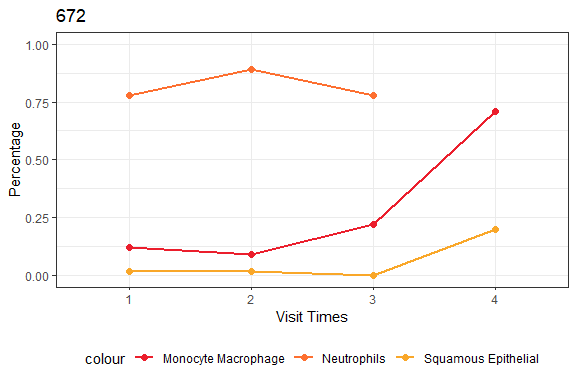 672
1.00
0.75
0.50
0.25
0.00
Percentage
1 2 3 4
Visit Times
colour Monocyte Macrophage Neutrophils Squamous Epithelial